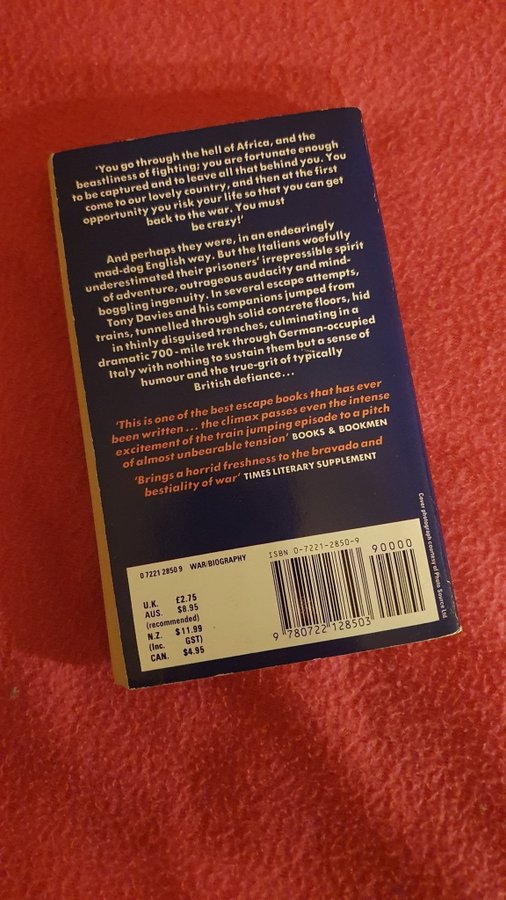 'You go through the hell of Africa, and the
beastliness of fighting; you are fortunate enough
to be captured and to leave all that behind you. You
come to our lovely country, and then at the first
opportunity you risk your life so that you can get
back to the war. You must
be crazy!'
And perhaps they were, in an endearingly
mad-dog English way. But the Italians woefully
underestimated their prisoners' irrepressible spirit
of adventure, outrageous audacity and mind-
boggling ingenuity. In several escape attempts,
Tony Davies and his companions jumped from
trains, tunnelled through solid concrete floors, hid
in thinly disguised trenches, culminating in a
dramatic 700-mile trek through German-occupied
Italy with nothing to sustain them but a sense of
humour and the true-grit of typically
British defiance...
'This is one of the best escape books that has ever
been written... the climax passes even the intense
excitement of the train jumping episode to a pitch
of almost unbearable tension' BOOKS & BOOKMEN
'Brings a horrid freshness to the bravado and
bestiality of war' TIMES LITERARY SUPPLEMENT
Cover photograph courtesy of Photo Source Ltd.
0 7221 2850 9 WAR/BIOGRAPHY
U.K. £2.75
AUS. $8.95
(recommended)
N.Z. $11.99
(Inc. GST)
CAN. $4.95
ISBN 0-7221-2850-9
90000
9 780722 128503